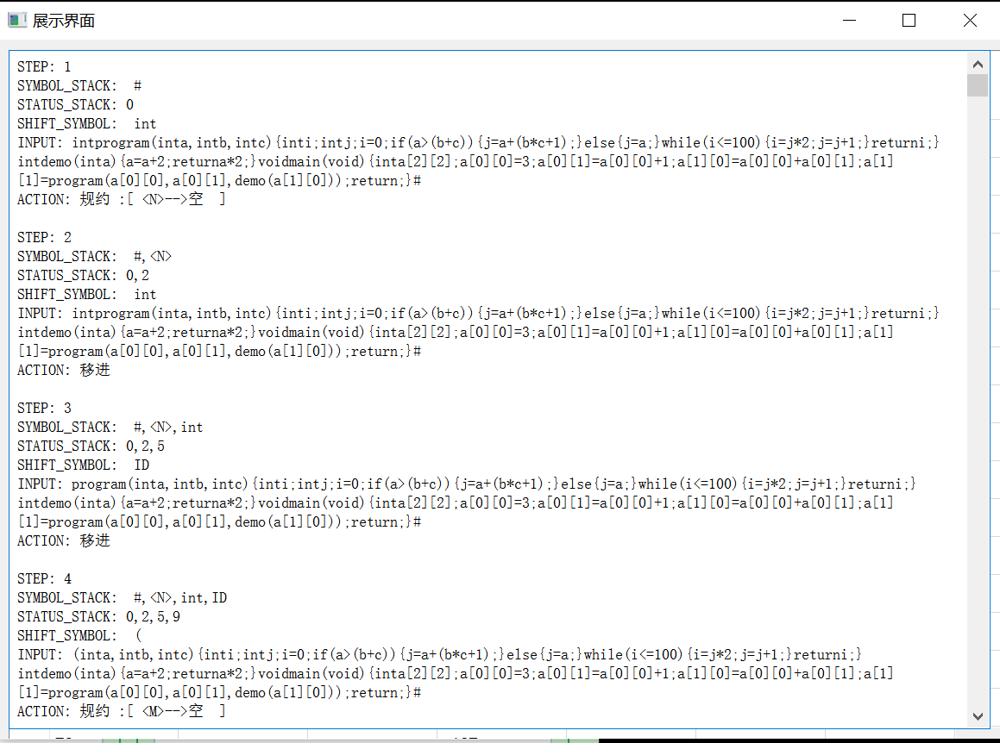 展示界面
STEP: 1
SYMBOL_STACK:  #
STATUS_STACK: 0
SHIFT_SYMBOL:  int
INPUT: intprogram(inta,intb,intc){inti;intj;i=0;if(a>(b+c)){j=a+(b*c+1);}else{j=a;}while(i<=100){i=j*2;j=j+1;}returni;}
intdemo(inta){a=a+2;returna*2;}voidmain(void){inta[2][2];a[0][0]=3;a[0][1]=a[0][0]+1;a[1][0]=a[0][0]+a[0][1];a[1]
[1]=program(a[0][0],a[0][1],demo(a[1][0]));return;}#
ACTION: 规约 :[ <N>-->空  ]
STEP: 2
SYMBOL_STACK:  #,<N>
STATUS_STACK: 0,2
SHIFT_SYMBOL:  int
INPUT: intprogram(inta,intb,intc){inti;intj;i=0;if(a>(b+c)){j=a+(b*c+1);}else{j=a;}while(i<=100){i=j*2;j=j+1;}returni;}
intdemo(inta){a=a+2;returna*2;}voidmain(void){inta[2][2];a[0][0]=3;a[0][1]=a[0][0]+1;a[1][0]=a[0][0]+a[0][1];a[1]
[1]=program(a[0][0],a[0][1],demo(a[1][0]));return;}#
ACTION: 移进
STEP: 3
SYMBOL_STACK:  #,<N>,int
STATUS_STACK: 0,2,5
SHIFT_SYMBOL:  ID
INPUT: program(inta,intb,intc){inti;intj;i=0;if(a>(b+c)){j=a+(b*c+1);}else{j=a;}while(i<=100){i=j*2;j=j+1;}returni;}
intdemo(inta){a=a+2;returna*2;}voidmain(void){inta[2][2];a[0][0]=3;a[0][1]=a[0][0]+1;a[1][0]=a[0][0]+a[0][1];a[1]
[1]=program(a[0][0],a[0][1],demo(a[1][0]));return;}#
ACTION: 移进
STEP: 4
SYMBOL_STACK:  #,<N>,int,ID
STATUS_STACK: 0,2,5,9
SHIFT_SYMBOL:  (
INPUT: (inta,intb,intc){inti;intj;i=0;if(a>(b+c)){j=a+(b*c+1);}else{j=a;}while(i<=100){i=j*2;j=j+1;}returni;}
intdemo(inta){a=a+2;returna*2;}voidmain(void){inta[2][2];a[0][0]=3;a[0][1]=a[0][0]+1;a[1][0]=a[0][0]+a[0][1];a[1]
[1]=program(a[0][0],a[0][1],demo(a[1][0]));return;}#
ACTION: 规约 :[ <M>-->空  ]